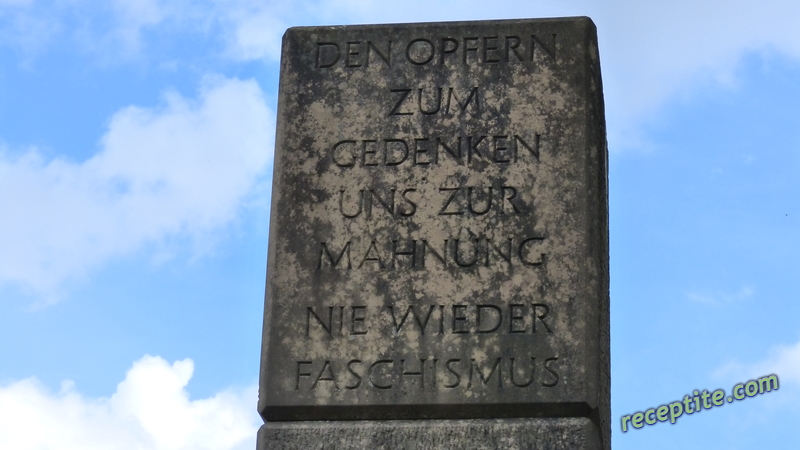 DEN OPFERN
ZUM
GEDENKEN
UNS ZUR
MAHNUNG
NIE WIEDER
FASCHISMUS
receptite.com